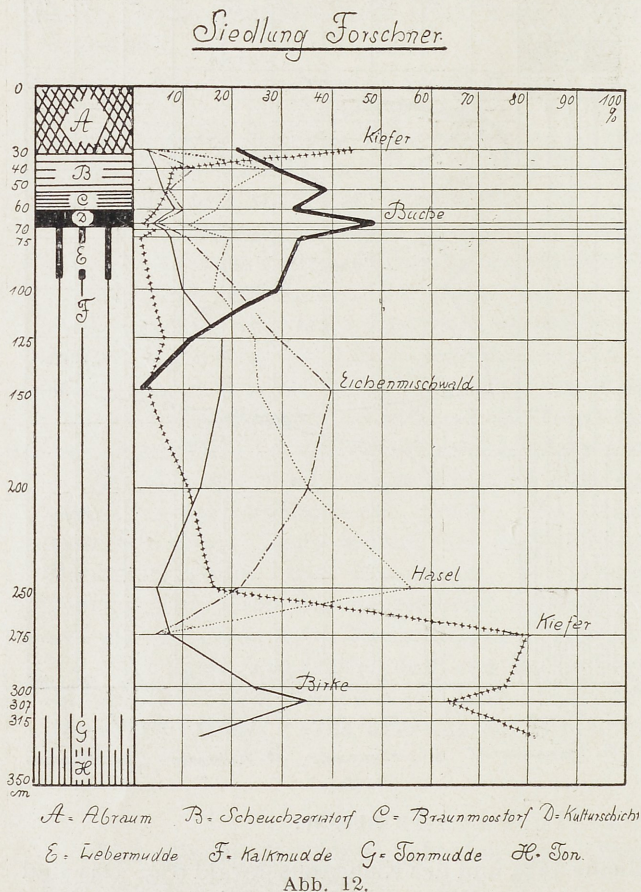 Siedlung Forschner.
0 10 20 30 40 50 60 70 80 90 100
%
A
Kiefer
30
40
B
50
C
60
D
Buche
70
75
E
100
F
125
150
Eichenmischwald
200
250
Hasel
275
Kiefer
300
Birke
307
315
G
H
350
cm
A = Abraum B = Scheuchzeriatorf C = Braunmoostorf D = Kulturschicht
E = Lebermudde F = Kalkmudde G = Tonmudde H = Ton.
Abb. 12.